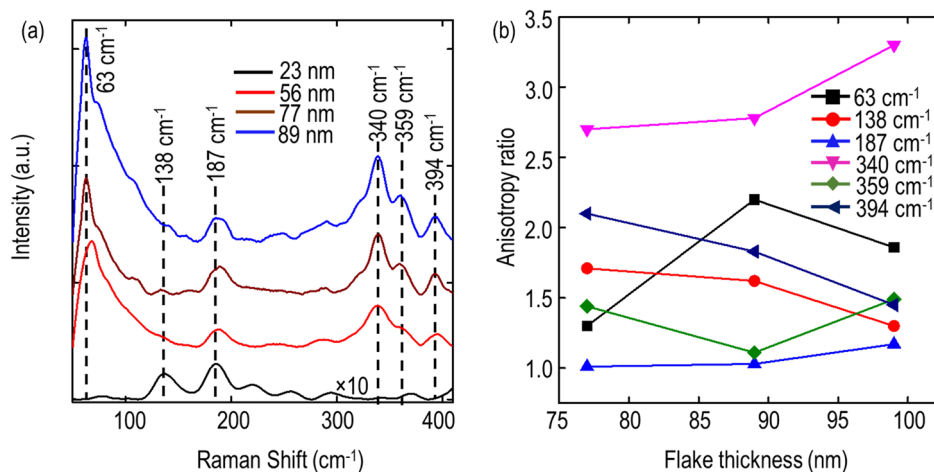 (a)
63 cm⁻¹
23 nm
56 nm
77 nm
89 nm
138 cm⁻¹
187 cm⁻¹
340 cm⁻¹
359 cm⁻¹
394 cm⁻¹
×10
Intensity (a.u.)
100
200
300
400
Raman Shift (cm⁻¹)
(b)
3.5
3.0
2.5
2.0
1.5
1.0
Anisotropy ratio
63 cm⁻¹
138 cm⁻¹
187 cm⁻¹
340 cm⁻¹
359 cm⁻¹
394 cm⁻¹
75
80
85
90
95
100
Flake thickness (nm)